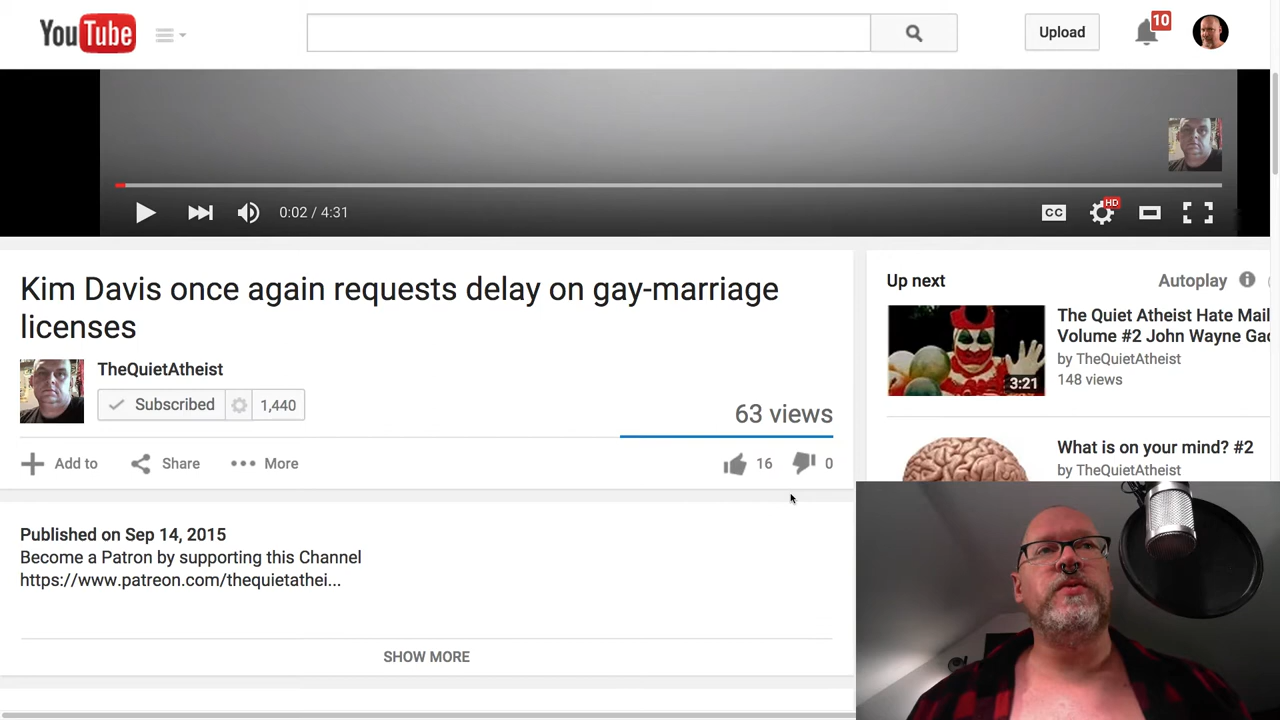 YouTube
Upload
10
0:02 / 4:31
CC
HD
Kim Davis once again requests delay on gay-marriage
licenses
TheQuietAtheist
Subscribed 1,440
63 views
Add to Share More
16 0
Published on Sep 14, 2015
Become a Patron by supporting this Channel
https://www.patreon.com/thequietathei...
SHOW MORE
Up next
Autoplay
The Quiet Atheist Hate Mail
Volume #2 John Wayne Gac
by TheQuietAtheist
148 views
3:21
What is on your mind? #2
by TheQuietAtheist